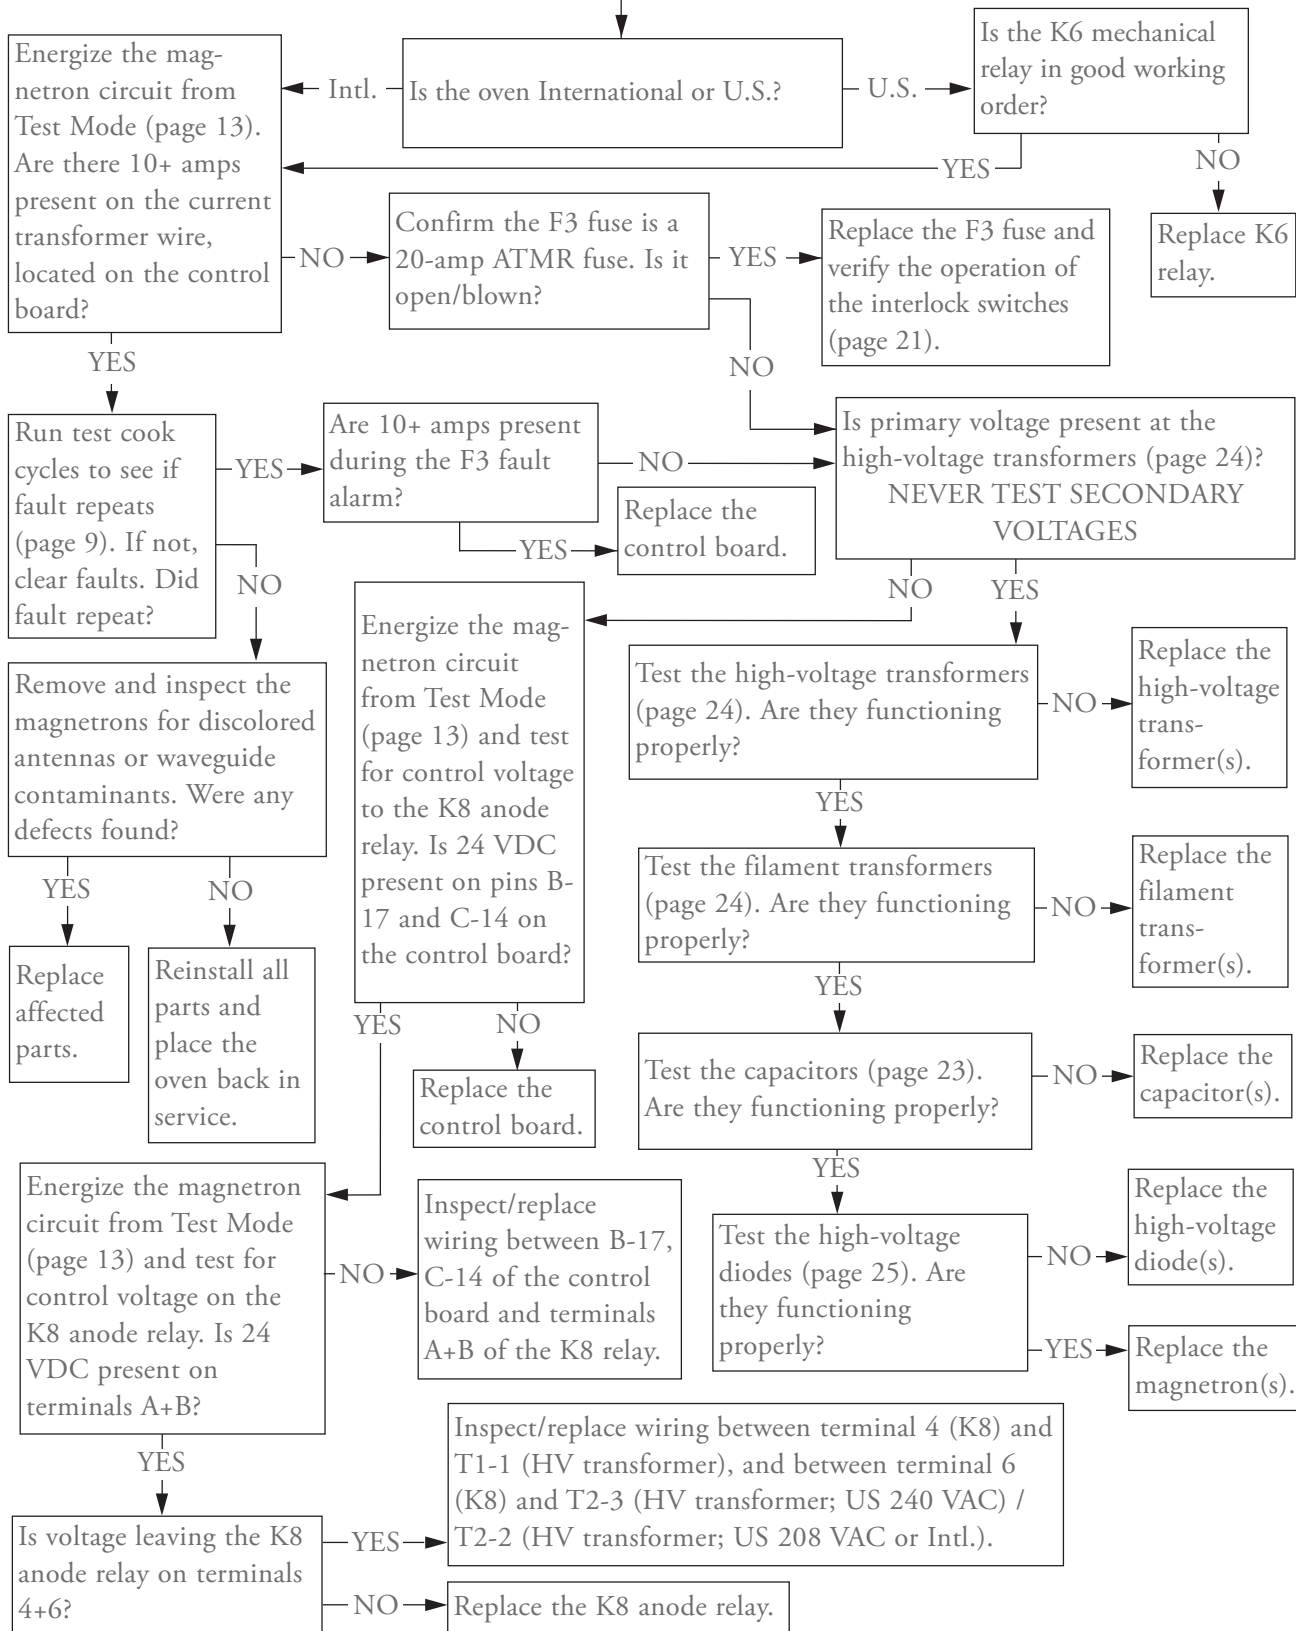 Is the oven International or U.S.?
Intl.
U.S.
Is the K6 mechanical
relay in good working
order?
YES
NO
Replace K6
relay.
Energize the mag-
netron circuit from
Test Mode (page 13).
Are there 10+ amps
present on the current
transformer wire,
located on the control
board?
NO
YES
Confirm the F3 fuse is a
20-amp ATMR fuse. Is it
open/blown?
YES
NO
Replace the F3 fuse and
verify the operation of
the interlock switches
(page 21).
Run test cook
cycles to see if
fault repeats
(page 9). If not,
clear faults. Did
fault repeat?
YES
NO
Are 10+ amps present
during the F3 fault
alarm?
NO
YES
Replace the
control board.
Is primary voltage present at the
high-voltage transformers (page 24)?
NEVER TEST SECONDARY
VOLTAGES
NO
YES
Remove and inspect the
magnetrons for discolored
antennas or waveguide
contaminants. Were any
defects found?
YES
NO
Replace
affected
parts.
Reinstall all
parts and
place the
oven back in
service.
Energize the mag-
netron circuit
from Test Mode
(page 13) and test
for control voltage
to the K8 anode
relay. Is 24 VDC
present on pins B-
17 and C-14 on
the control board?
YES
NO
Replace the
control board.
Test the high-voltage transformers
(page 24). Are they functioning
properly?
NO
YES
Replace the
high-voltage
trans-
former(s).
Test the filament transformers
(page 24). Are they functioning
properly?
NO
YES
Replace the
filament
trans-
former(s).
Test the capacitors (page 23).
Are they functioning properly?
NO
YES
Replace the
capacitor(s).
Test the high-voltage
diodes (page 25). Are
they functioning
properly?
NO
YES
Replace the
high-voltage
diode(s).
Replace the
magnetron(s).
Energize the magnetron
circuit from Test Mode
(page 13) and test for
control voltage on the
K8 anode relay. Is 24
VDC present on
terminals A+B?
NO
YES
Inspect/replace
wiring between B-17,
C-14 of the control
board and terminals
A+B of the K8 relay.
Is voltage leaving the K8
anode relay on terminals
4+6?
YES
NO
Inspect/replace wiring between terminal 4 (K8) and
T1-1 (HV transformer), and between terminal 6
(K8) and T2-3 (HV transformer; US 240 VAC) /
T2-2 (HV transformer; US 208 VAC or Intl.).
Replace the K8 anode relay.